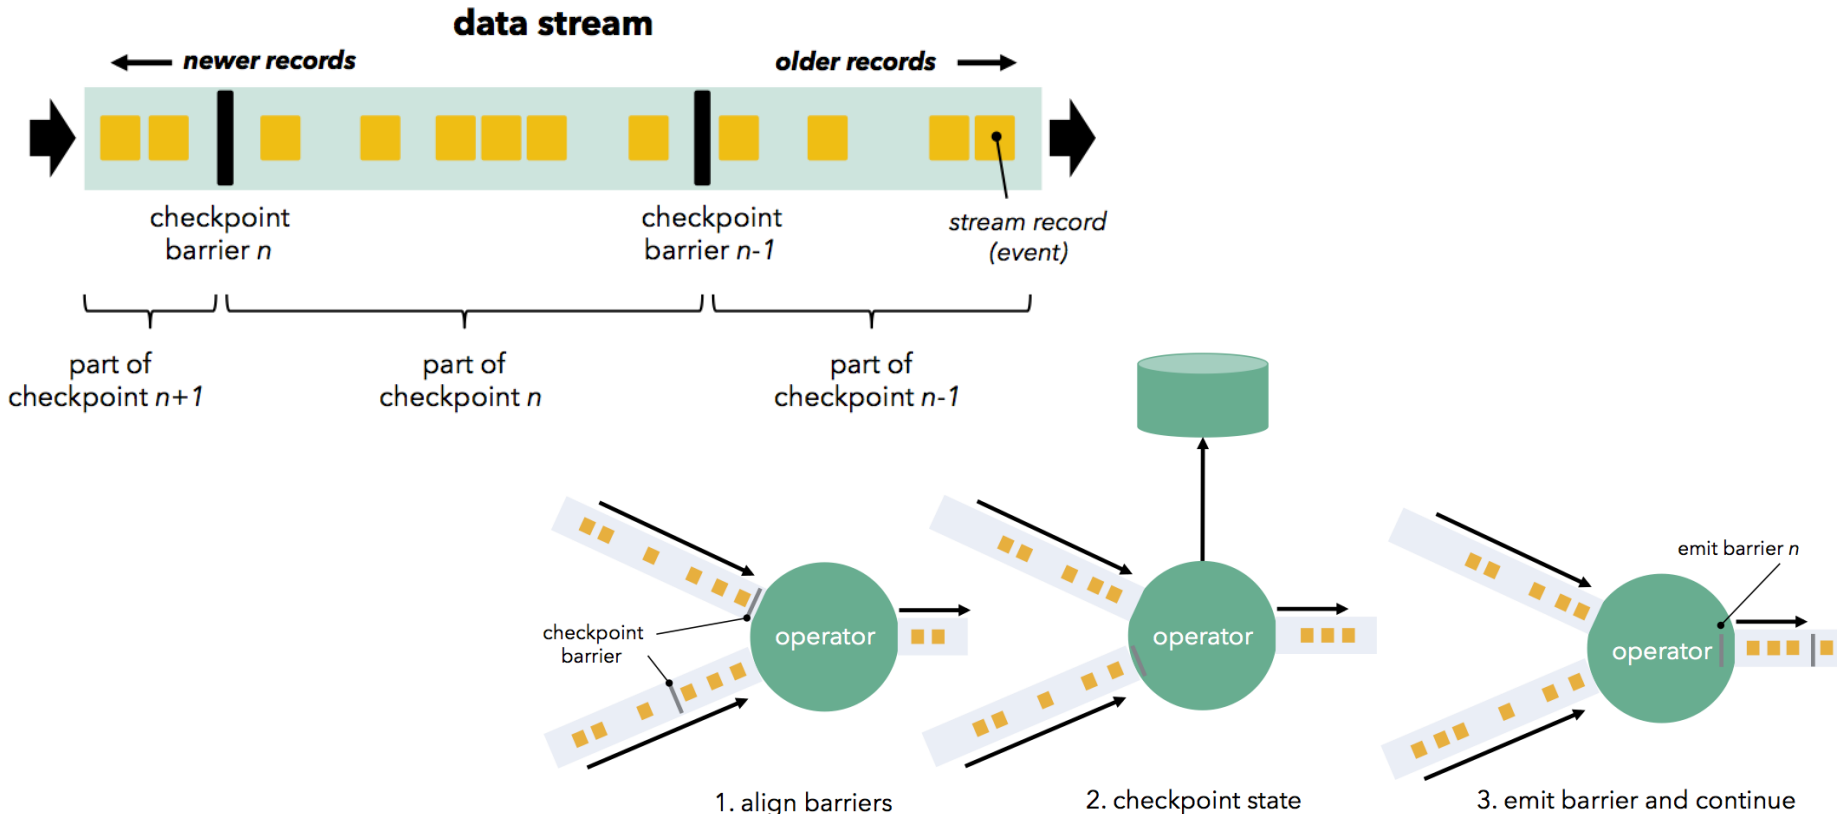 data stream
newer records
older records
checkpoint
barrier n
checkpoint
barrier n-1
stream record
(event)
part of
checkpoint n+1
part of
checkpoint n
part of
checkpoint n-1
checkpoint
barrier
operator
1. align barriers
operator
2. checkpoint state
emit barrier n
operator
3. emit barrier and continue